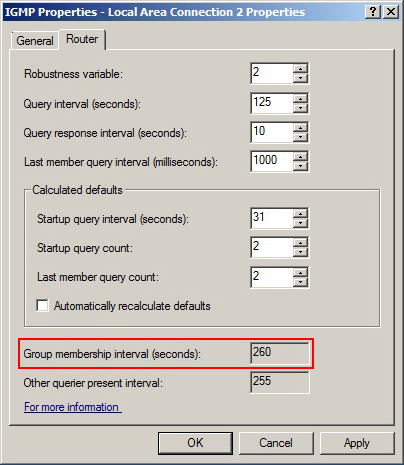 IGMP Properties - Local Area Connection 2 Properties
General Router
Robustness variable: 2
Query interval (seconds): 125
Query response interval (seconds): 10
Last member query interval (milliseconds): 1000
Calculated defaults
Startup query interval (seconds): 31
Startup query count: 2
Last member query count: 2
Automatically recalculate defaults
Group membership interval (seconds): 260
Other querier present interval: 255
For more information
OK Cancel Apply